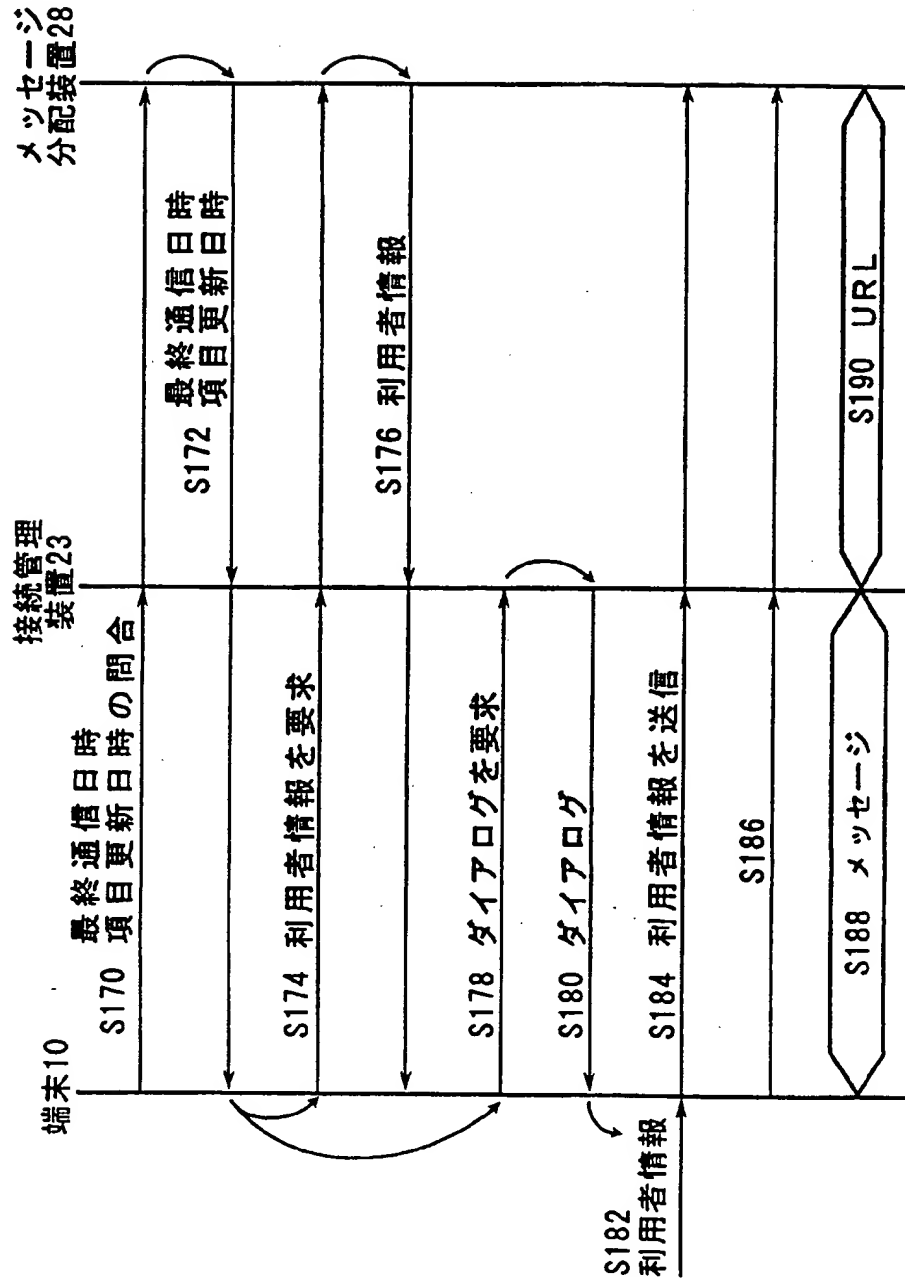 端末10
接続管理
装置23
メッセージ
分配装置28
最終通信日時
S170 項目更新日時の問合
最終通信日時
S172 項目更新日時
S174 利用者情報を要求
S176 利用者情報
S178 ダイアログを要求
S180 ダイアログ
S182
利用者情報
S184 利用者情報を送信
S186
S188 メッセージ
S190 URL